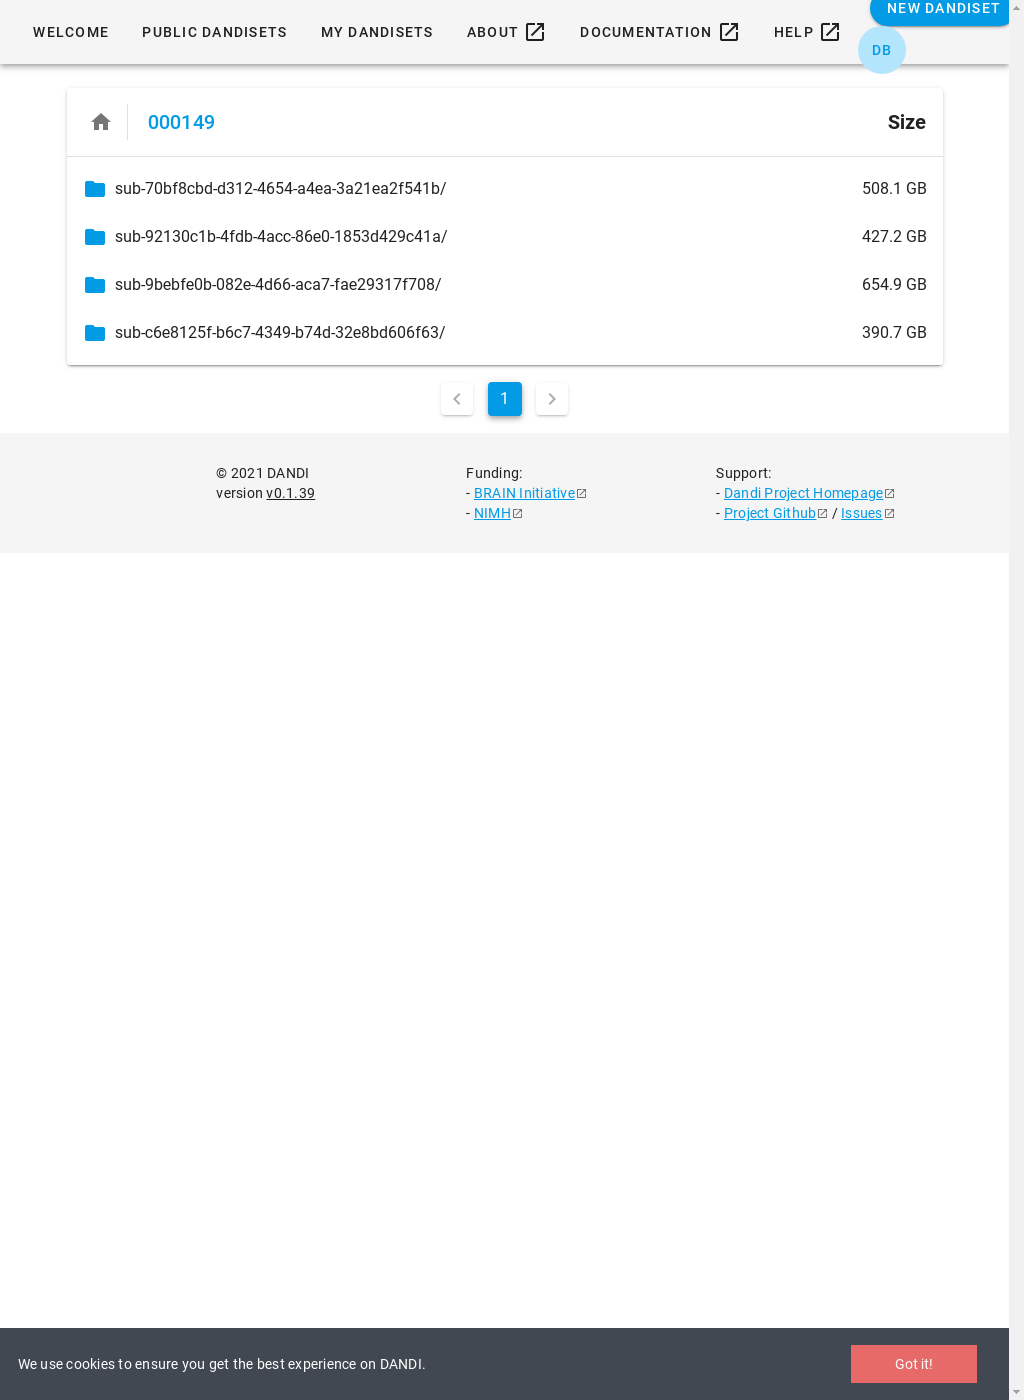 NEW DANDISET
WELCOME PUBLIC DANDISETS MY DANDISETS ABOUT DOCUMENTATION HELP
DB
000149 Size
sub-70bf8cbd-d312-4654-a4ea-3a21ea2f541b/ 508.1 GB
sub-92130c1b-4fdb-4acc-86e0-1853d429c41a/ 427.2 GB
sub-9bebfe0b-082e-4d66-aca7-fae29317f708/ 654.9 GB
sub-c6e8125f-b6c7-4349-b74d-32e8bd606f63/ 390.7 GB
1
© 2021 DANDI
version v0.1.39
Funding:
- BRAIN Initiative
- NIMH
Support:
- Dandi Project Homepage
- Project Github / Issues
We use cookies to ensure you get the best experience on DANDI.
Got it!